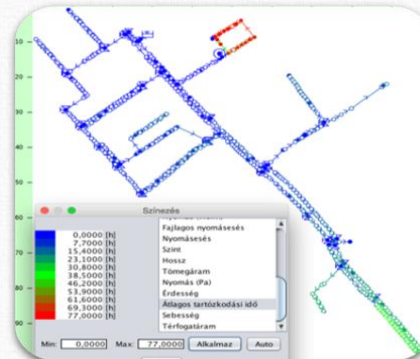 10
20
30
40
50
60
70
80
90
Színezés
0,0000 [h]
7,7000 [h]
15,4000 [h]
23,1000 [h]
30,8000 [h]
38,5000 [h]
46,2000 [h]
53,9000 [h]
61,6000 [h]
69,3000 [h]
77,0000 [h]
Fajlagos nyomásesés
Nyomásesés
Szint
Hossz
Tömegáram
Nyomás (Pa)
Érdesség
Átlagos tartózkodási idő
Sebesség
Térfogatáram
Min: 0,0000 Max: 77,0000 Alkalmaz Auto